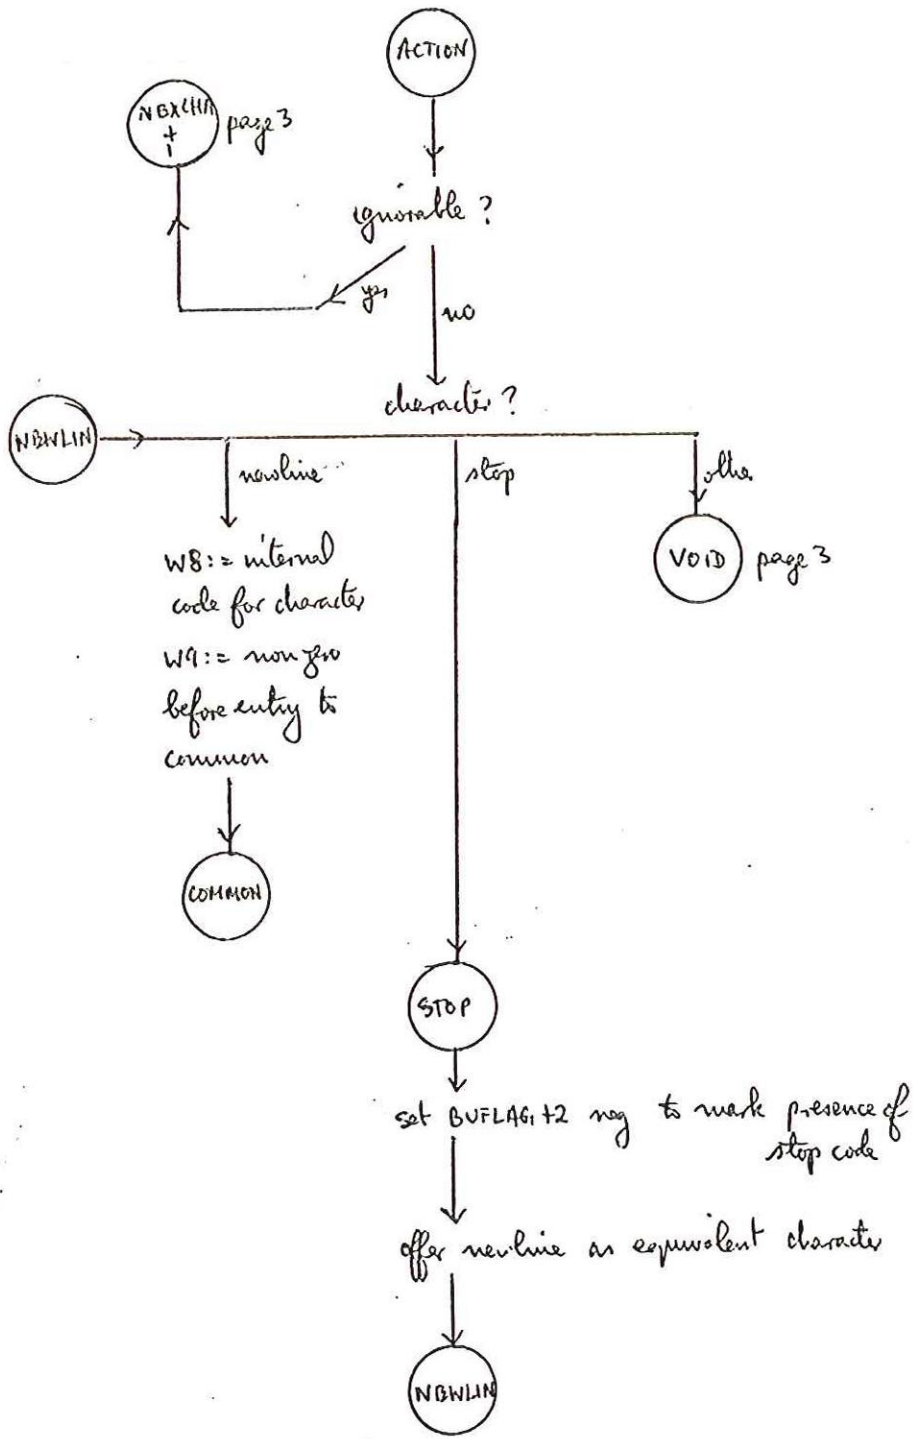 ACTION
NBXCHR
+
1
page 3
ignorable ?
yes
no
character ?
NBWLIN
newline
stop
other
W8 := internal
code for character
W9 := non zero
before entry to
common
VOID
page 3
COMMON
STOP
set BUFLAG+2 neg to mark presence of
stop code
offer newline as equivalent character
NBWLIN